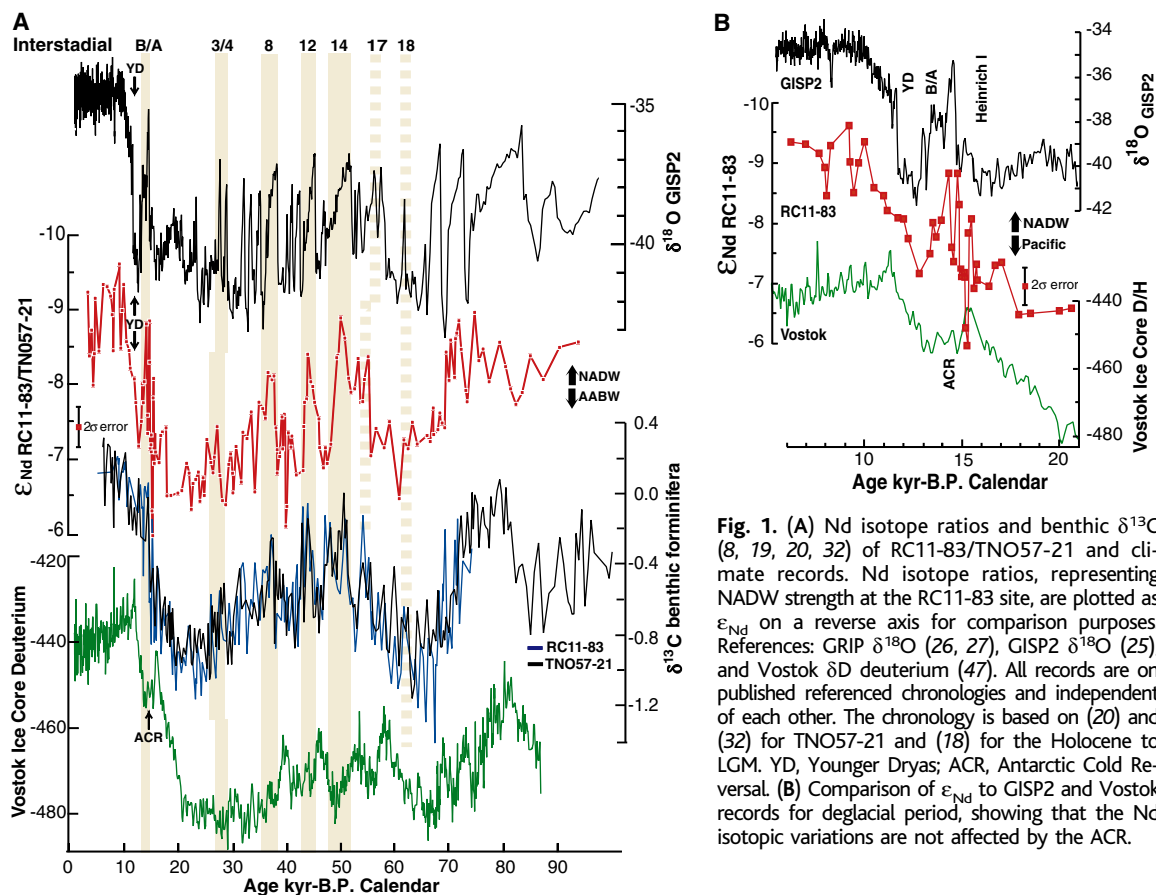 A
Interstadial B/A 3/4 8 12 14 17 18
YD
-35
-40
δ18O GISP2
-10
-9
-8
-7
-6
εNd RC11-83/TN057-21
YD
2σ error
NADW
AABW
0.4
0.0
-0.4
-0.8
-1.2
δ13C benthic forminifera
RC11-83
TNO57-21
-420
-440
-460
-480
Vostok Ice Core Deuterium
ACR
0 10 20 30 40 50 60 70 80 90
Age kyr-B.P. Calendar
B
-34
-36
-38
-40
-42
δ18O GISP2
GISP2
YD
B/A
Heinrich I
-10
-9
-8
-7
-6
εNd RC11-83
RC11-83
NADW
Pacific
2σ error
Vostok
ACR
-440
-460
-480
Vostok Ice Core D/H
10 15 20
Age kyr-B.P. Calendar
Fig. 1. (A) Nd isotope ratios and benthic δ13C
(8, 19, 20, 32) of RC11-83/TNO57-21 and cli-
mate records. Nd isotope ratios, representing
NADW strength at the RC11-83 site, are plotted as
εNd on a reverse axis for comparison purposes
References: GRIP δ18O (26, 27), GISP2 δ18O (25)
and Vostok δD deuterium (47). All records are on
published referenced chronologies and independent
of each other. The chronology is based on (20) and
(32) for TNO57-21 and (18) for the Holocene to
LGM. YD, Younger Dryas; ACR, Antarctic Cold Re-
versal. (B) Comparison of εNd to GISP2 and Vostok
records for deglacial period, showing that the Nd
isotopic variations are not affected by the ACR.